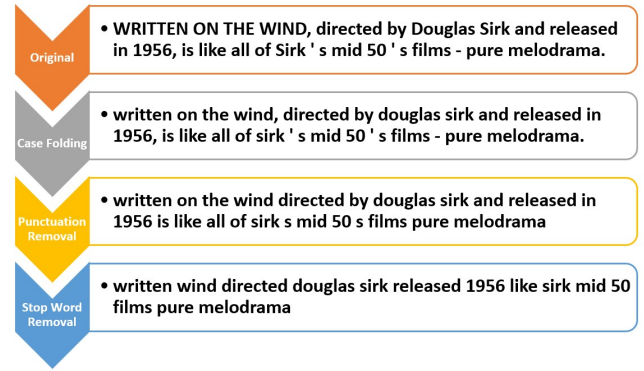 Original
• WRITTEN ON THE WIND, directed by Douglas Sirk and released
in 1956, is like all of Sirk ' s mid 50 ' s films - pure melodrama.
Case Folding
• written on the wind, directed by douglas sirk and released in
1956, is like all of sirk ' s mid 50 ' s films - pure melodrama.
Punctuation
Removal
• written on the wind directed by douglas sirk and released in
1956 is like all of sirk s mid 50 s films pure melodrama
Stop Word
Removal
• written wind directed douglas sirk released 1956 like sirk mid 50
films pure melodrama